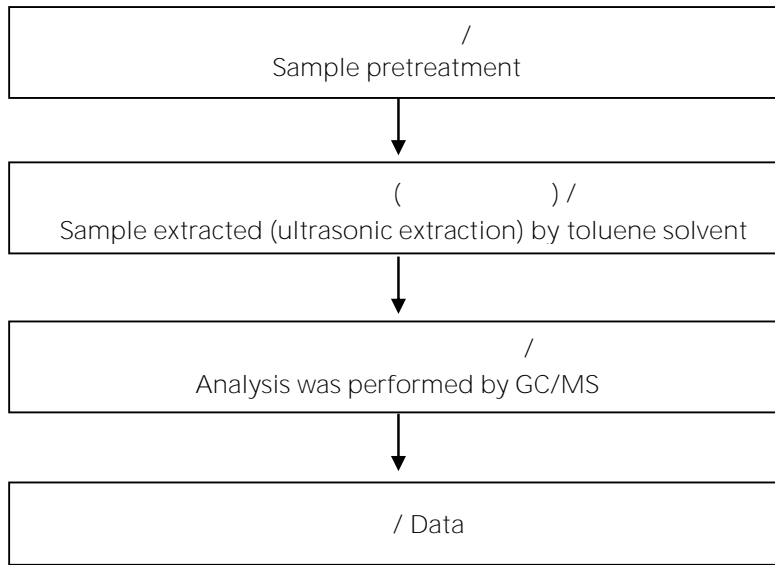 /
Sample pretreatment
( ) /
Sample extracted (ultrasonic extraction) by toluene solvent
/
Analysis was performed by GC/MS
/ Data